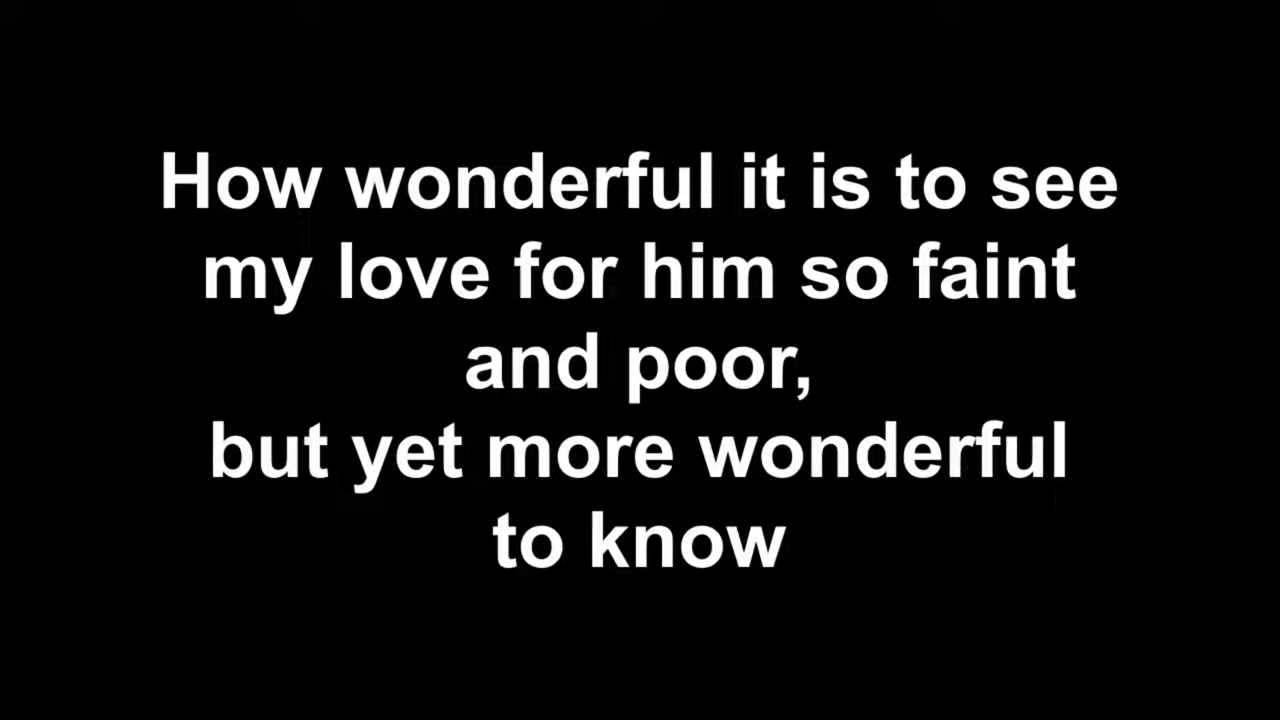 How wonderful it is to see
my love for him so faint
and poor,
but yet more wonderful
to know